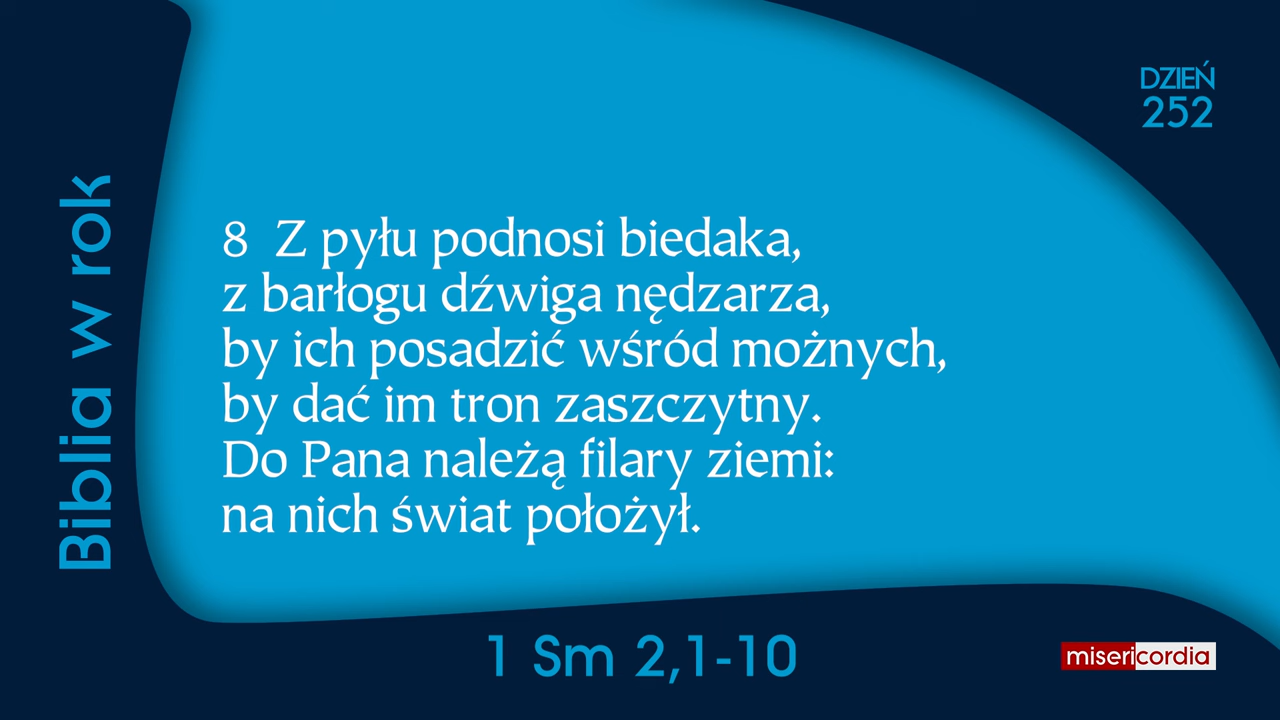 DZIEŃ
252
Biblia w rok
8 Z pyłu podnosi biedaka,
z barłogu dźwiga nędzarza,
by ich posadzić wśród możnych,
by dać im tron zaszczytny.
Do Pana należą filary ziemi:
na nich świat położył.
1 Sm 2,1-10
misericordia